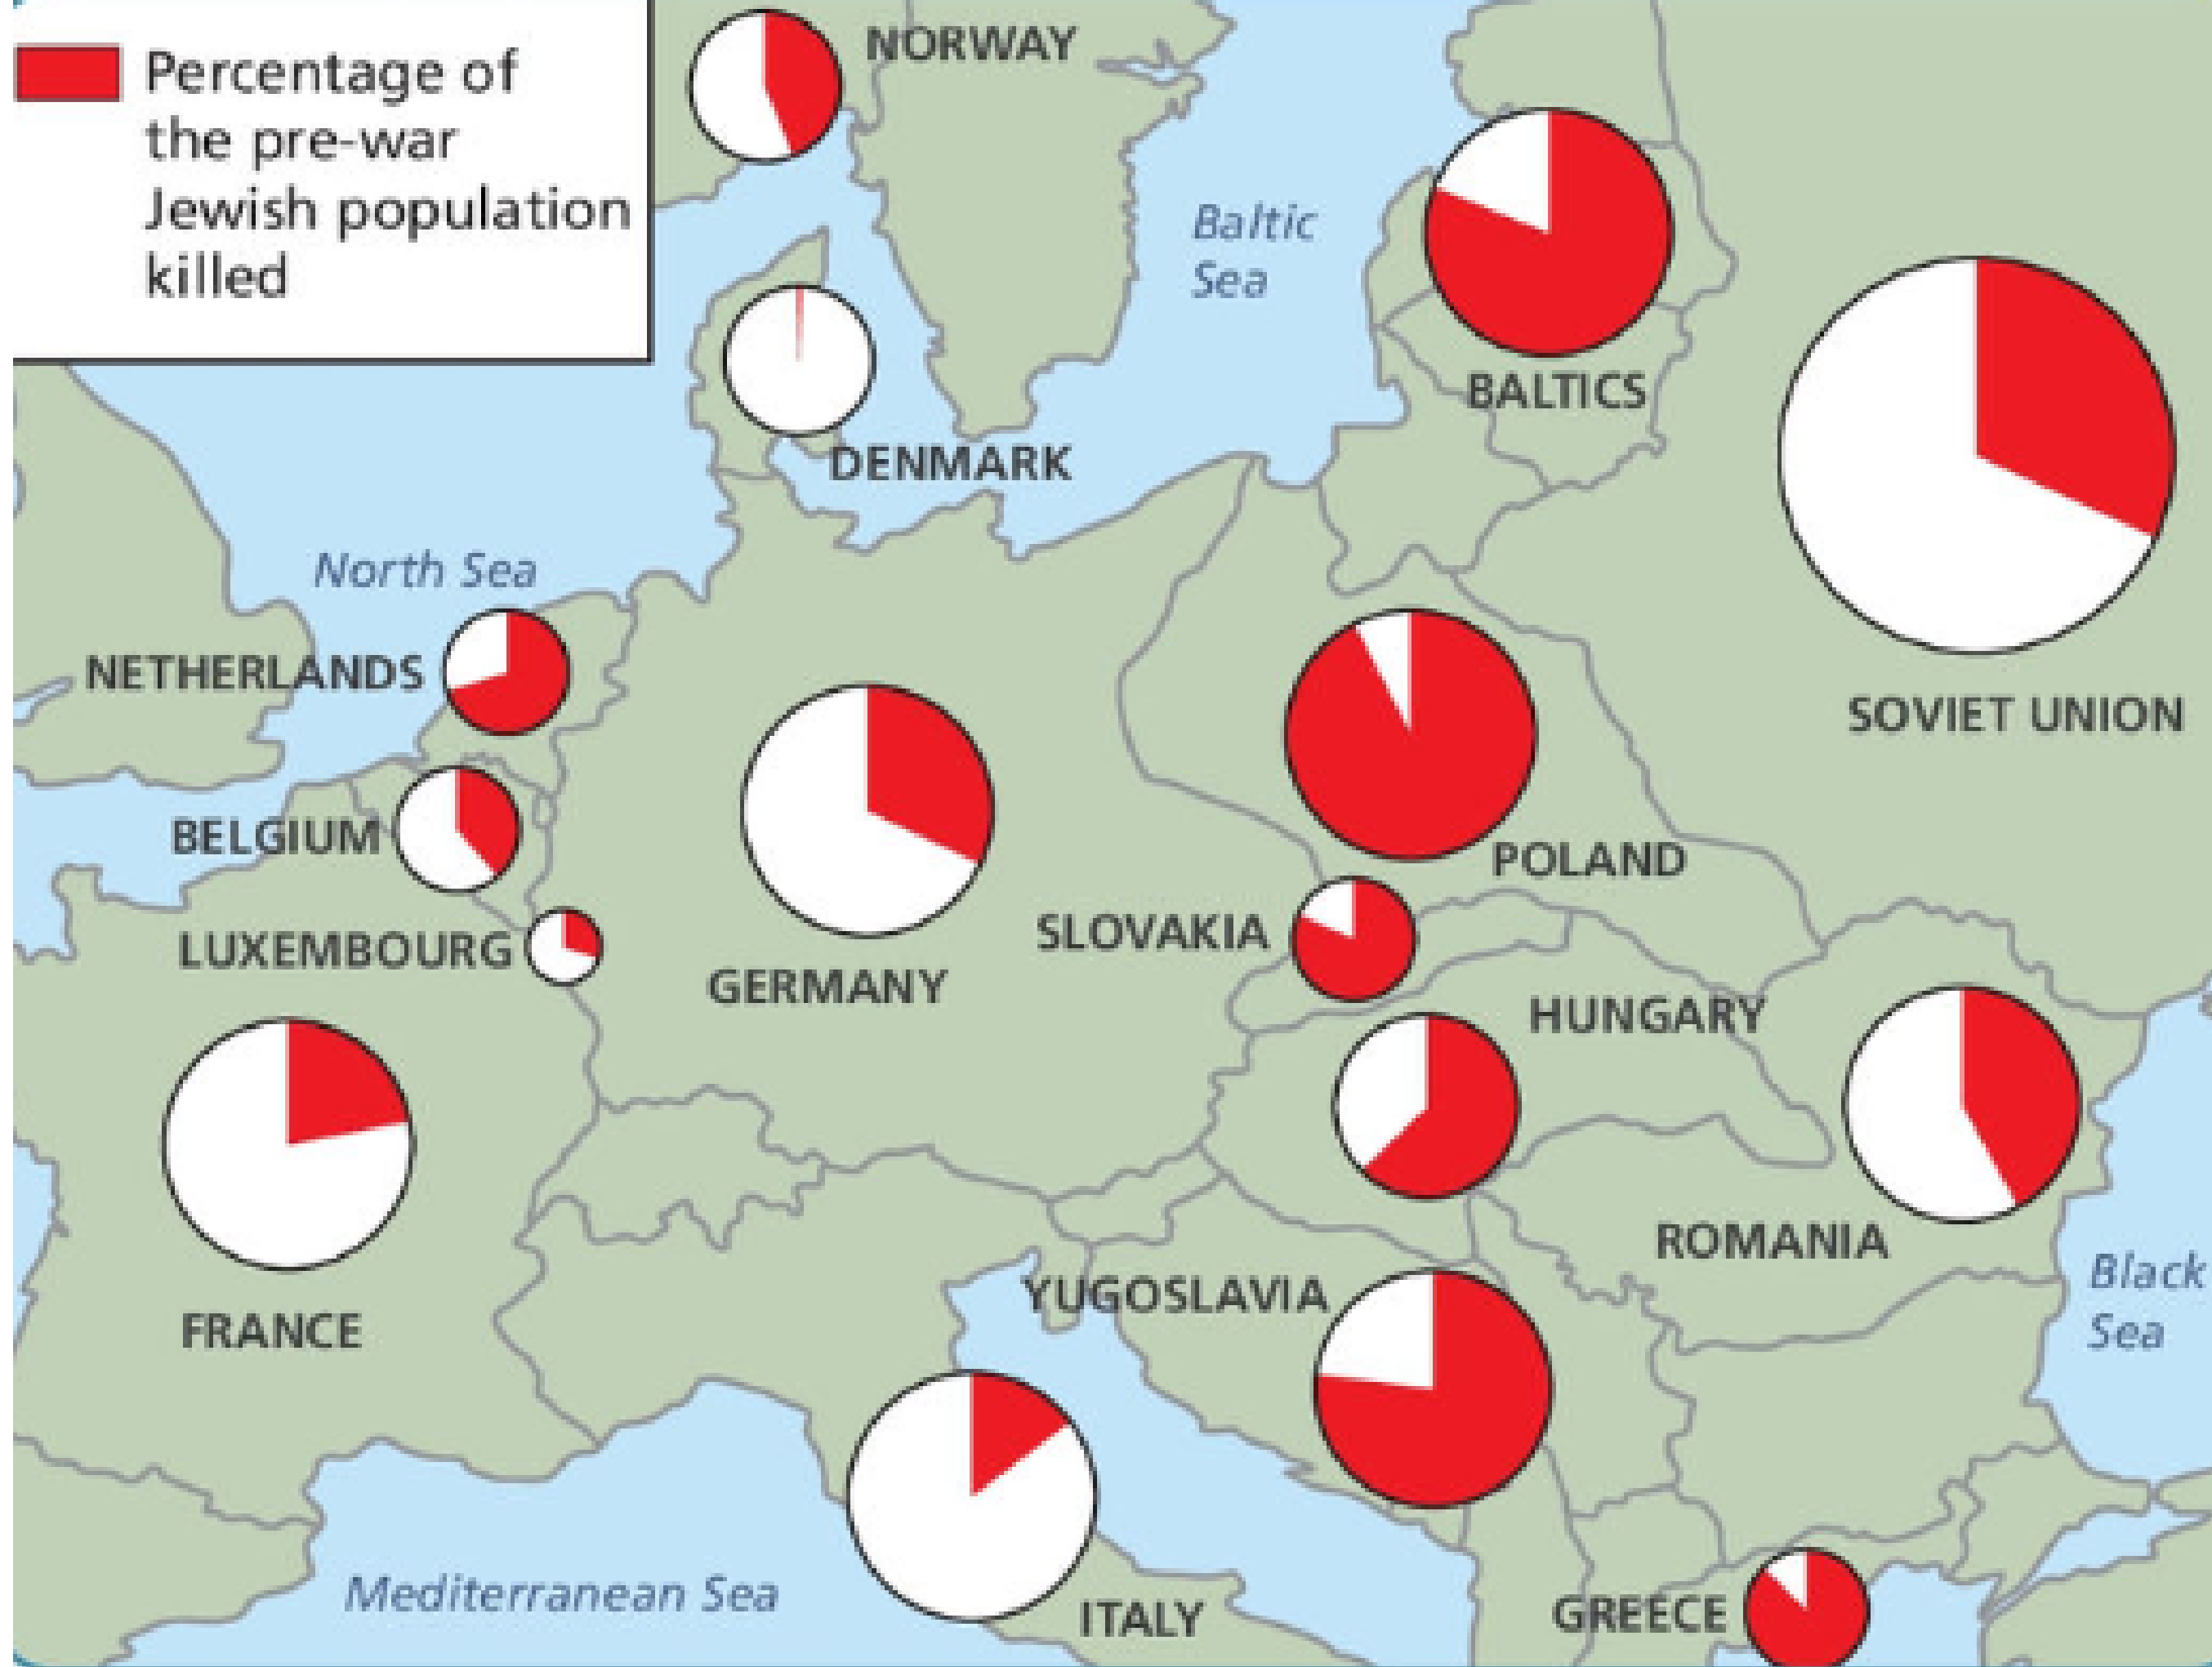 Percentage of
the pre-war
Jewish population
killed
NORWAY
Baltic
Sea
BALTICS
DENMARK
North Sea
NETHERLANDS
SOVIET UNION
BELGIUM
POLAND
LUXEMBOURG
SLOVAKIA
GERMANY
HUNGARY
ROMANIA
YUGOSLAVIA
Black
Sea
FRANCE
Mediterranean Sea
ITALY
GREECE